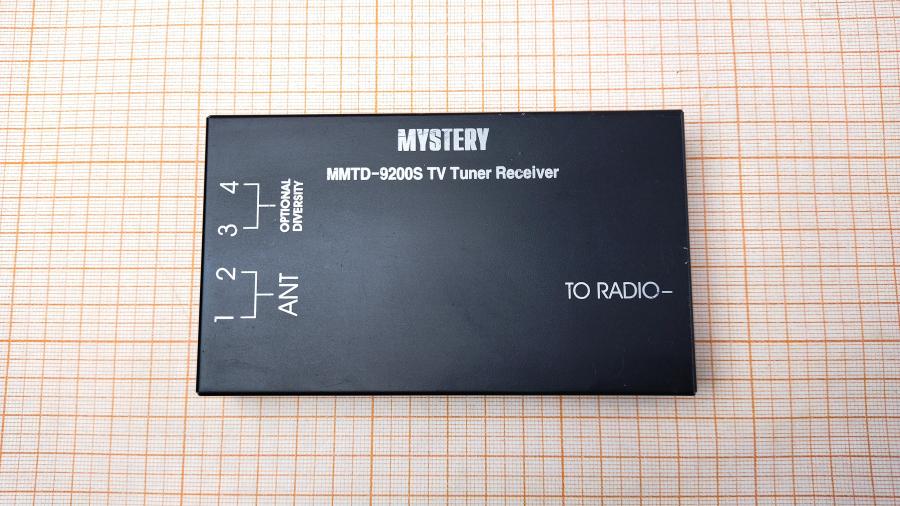 MYSTERY
MMTD-9200S TV Tuner Receiver
3 4
OPTIONAL
DIVERSITY
1 2
ANT
TO RADIO-